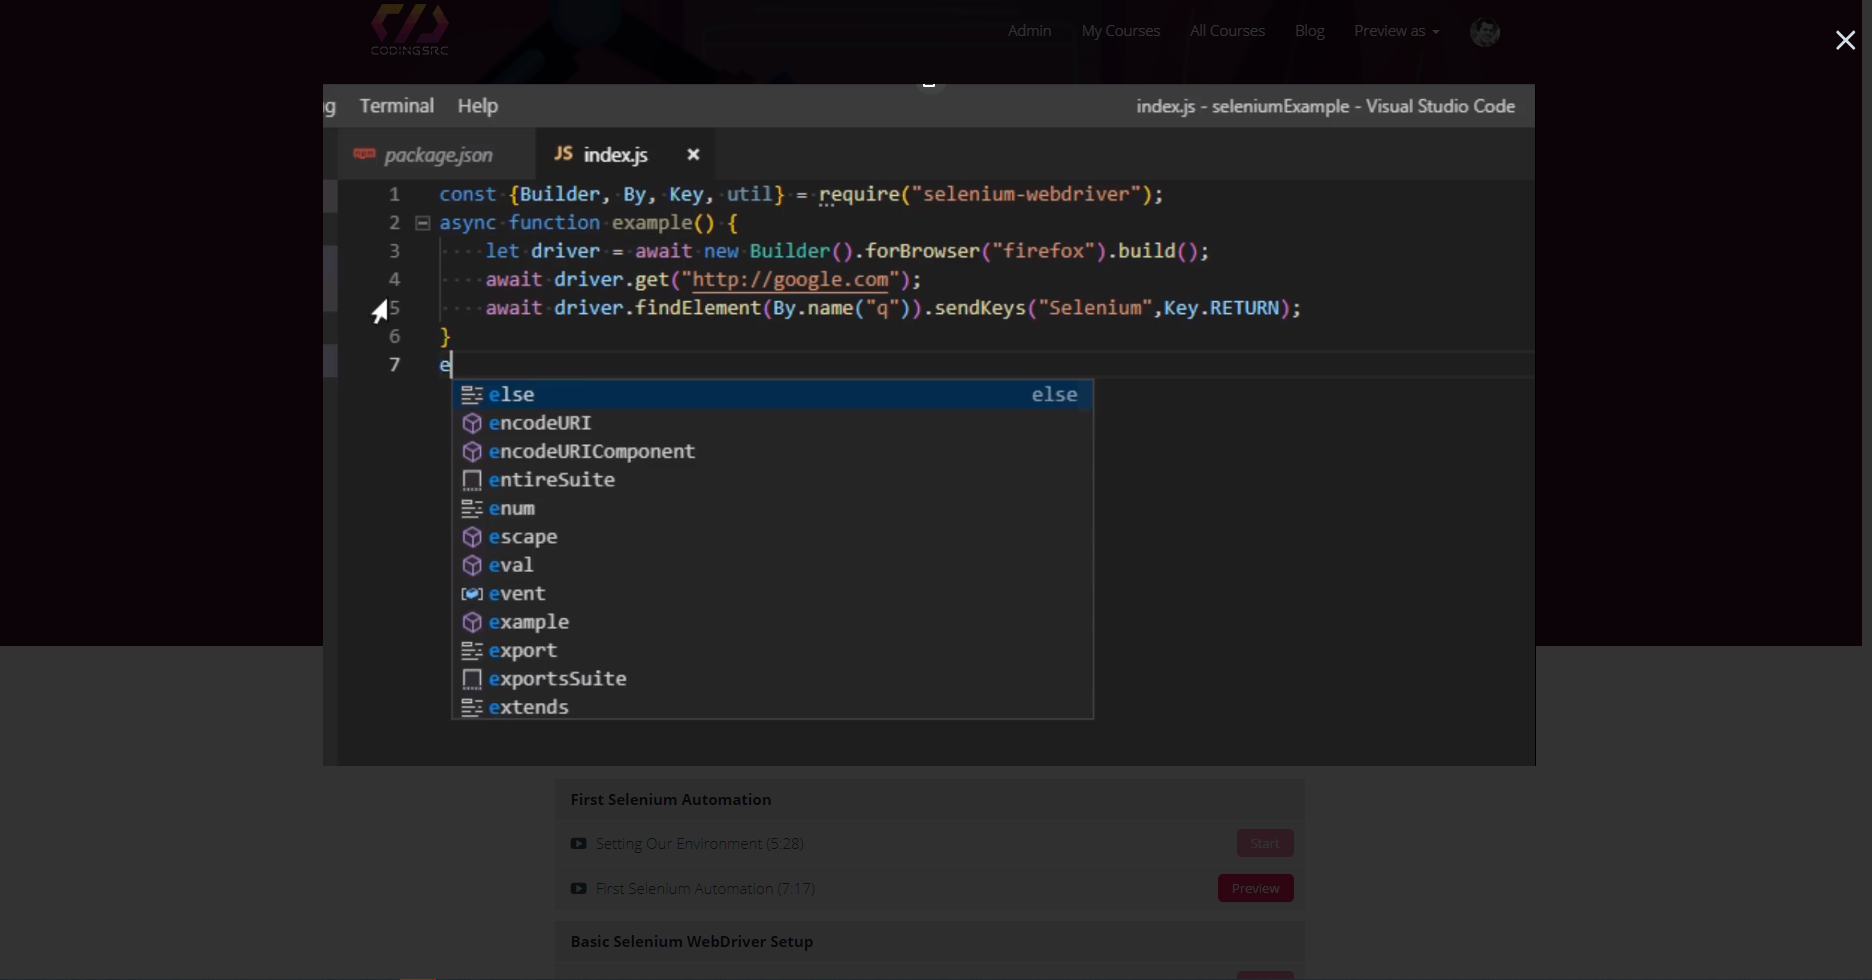 CODINGSRC
Admin My Courses All Courses Blog Preview as
g Terminal Help index.js - seleniumExample - Visual Studio Code
npm package.json JS index.js
1 const {Builder, By, Key, util} = require("selenium-webdriver");
2 async function example() {
3 let driver = await new Builder().forBrowser("firefox").build();
4 await driver.get("http://google.com");
5 await driver.findElement(By.name("q")).sendKeys("Selenium",Key.RETURN);
6 }
7 e
else else
encodeURI
encodeURIComponent
entireSuite
enum
escape
eval
event
example
export
exportsSuite
extends
First Selenium Automation
Setting Our Environment (5:28) Start
First Selenium Automation (7:17) Preview
Basic Selenium WebDriver Setup